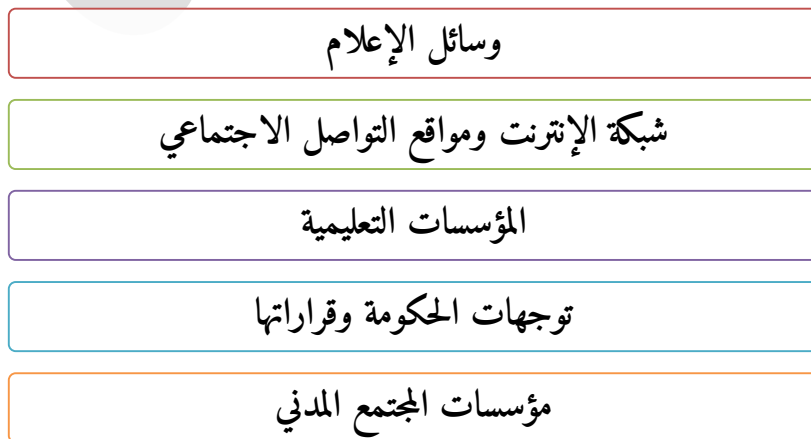 وسائل الإعلام
شبكة الإنترنت ومواقع التواصل الاجتماعي
المؤسسات التعليمية
توجهات الحكومة وقراراتها
مؤسسات المجتمع المدني